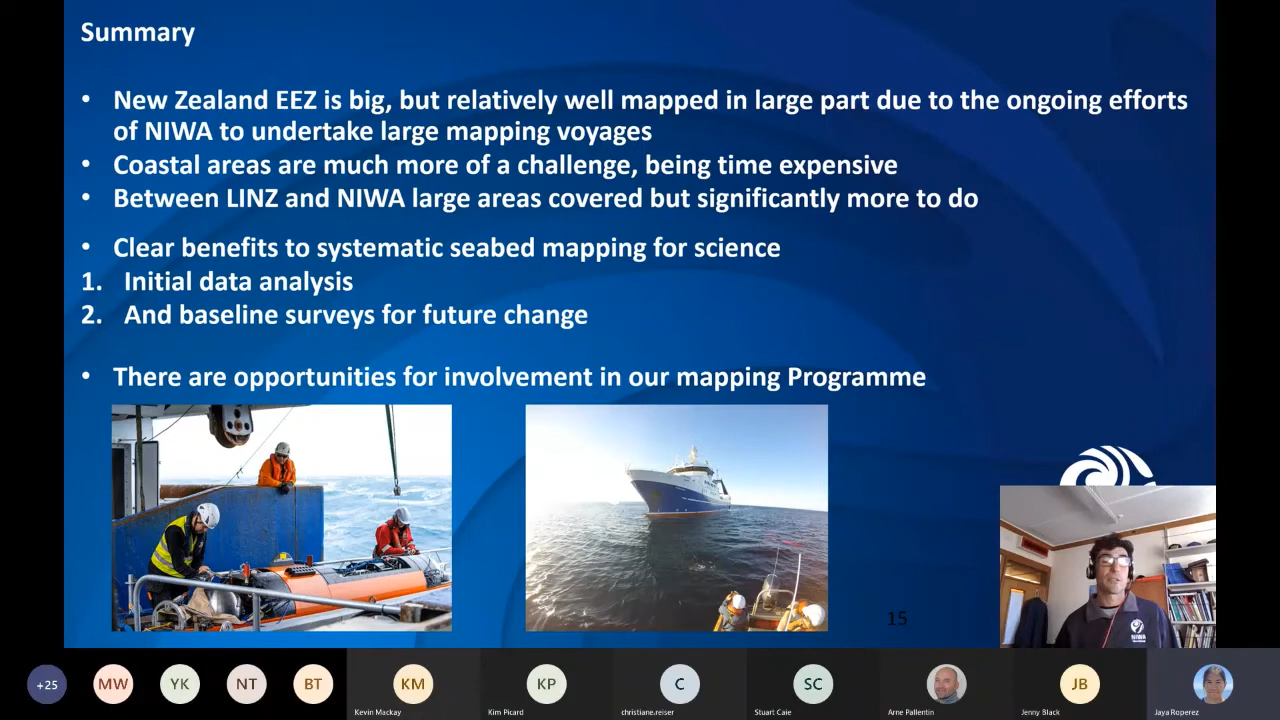 Summary
• New Zealand EEZ is big, but relatively well mapped in large part due to the ongoing efforts
of NIWA to undertake large mapping voyages
• Coastal areas are much more of a challenge, being time expensive
• Between LINZ and NIWA large areas covered but significantly more to do
• Clear benefits to systematic seabed mapping for science
1. Initial data analysis
2. And baseline surveys for future change
• There are opportunities for involvement in our mapping Programme
15
NIWA
+25
MW
YK
NT
BT
KM
KP
C
SC
JB
Kevin Mackay
Kim Picard
christiane.reiser
Stuart Caie
Arne Pallentin
Jenny Black
Jaya Roperez